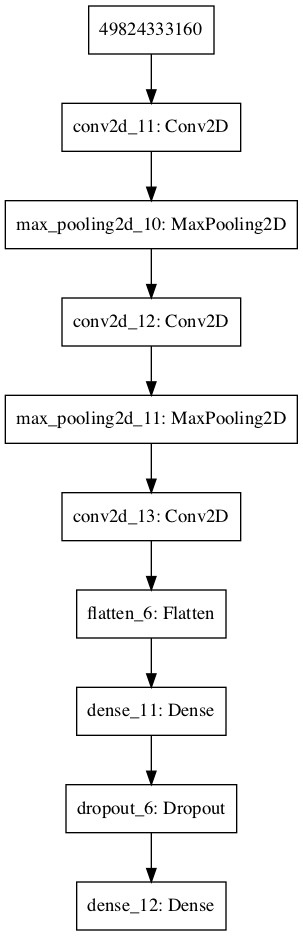 49824333160
conv2d_11: Conv2D
max_pooling2d_10: MaxPooling2D
conv2d_12: Conv2D
max_pooling2d_11: MaxPooling2D
conv2d_13: Conv2D
flatten_6: Flatten
dense_11: Dense
dropout_6: Dropout
dense_12: Dense